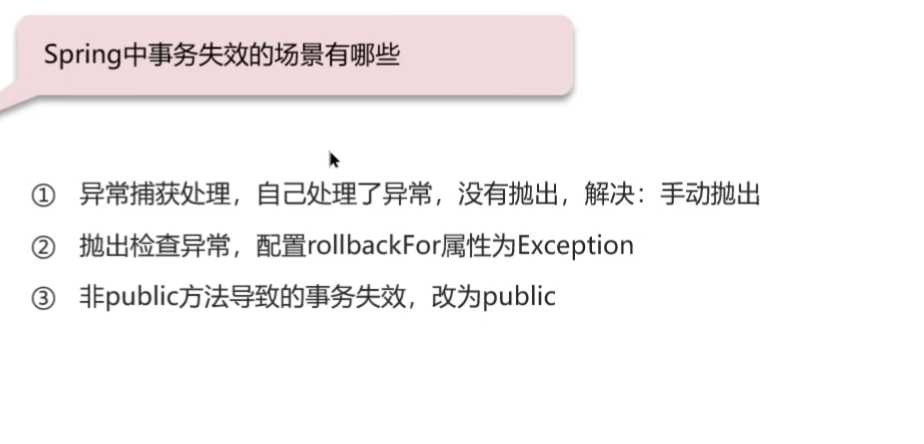 Spring中事务失效的场景有哪些
① 异常捕获处理，自己处理了异常，没有抛出，解决：手动抛出
② 抛出检查异常，配置rollbackFor属性为Exception
③ 非public方法导致的事务失效，改为public